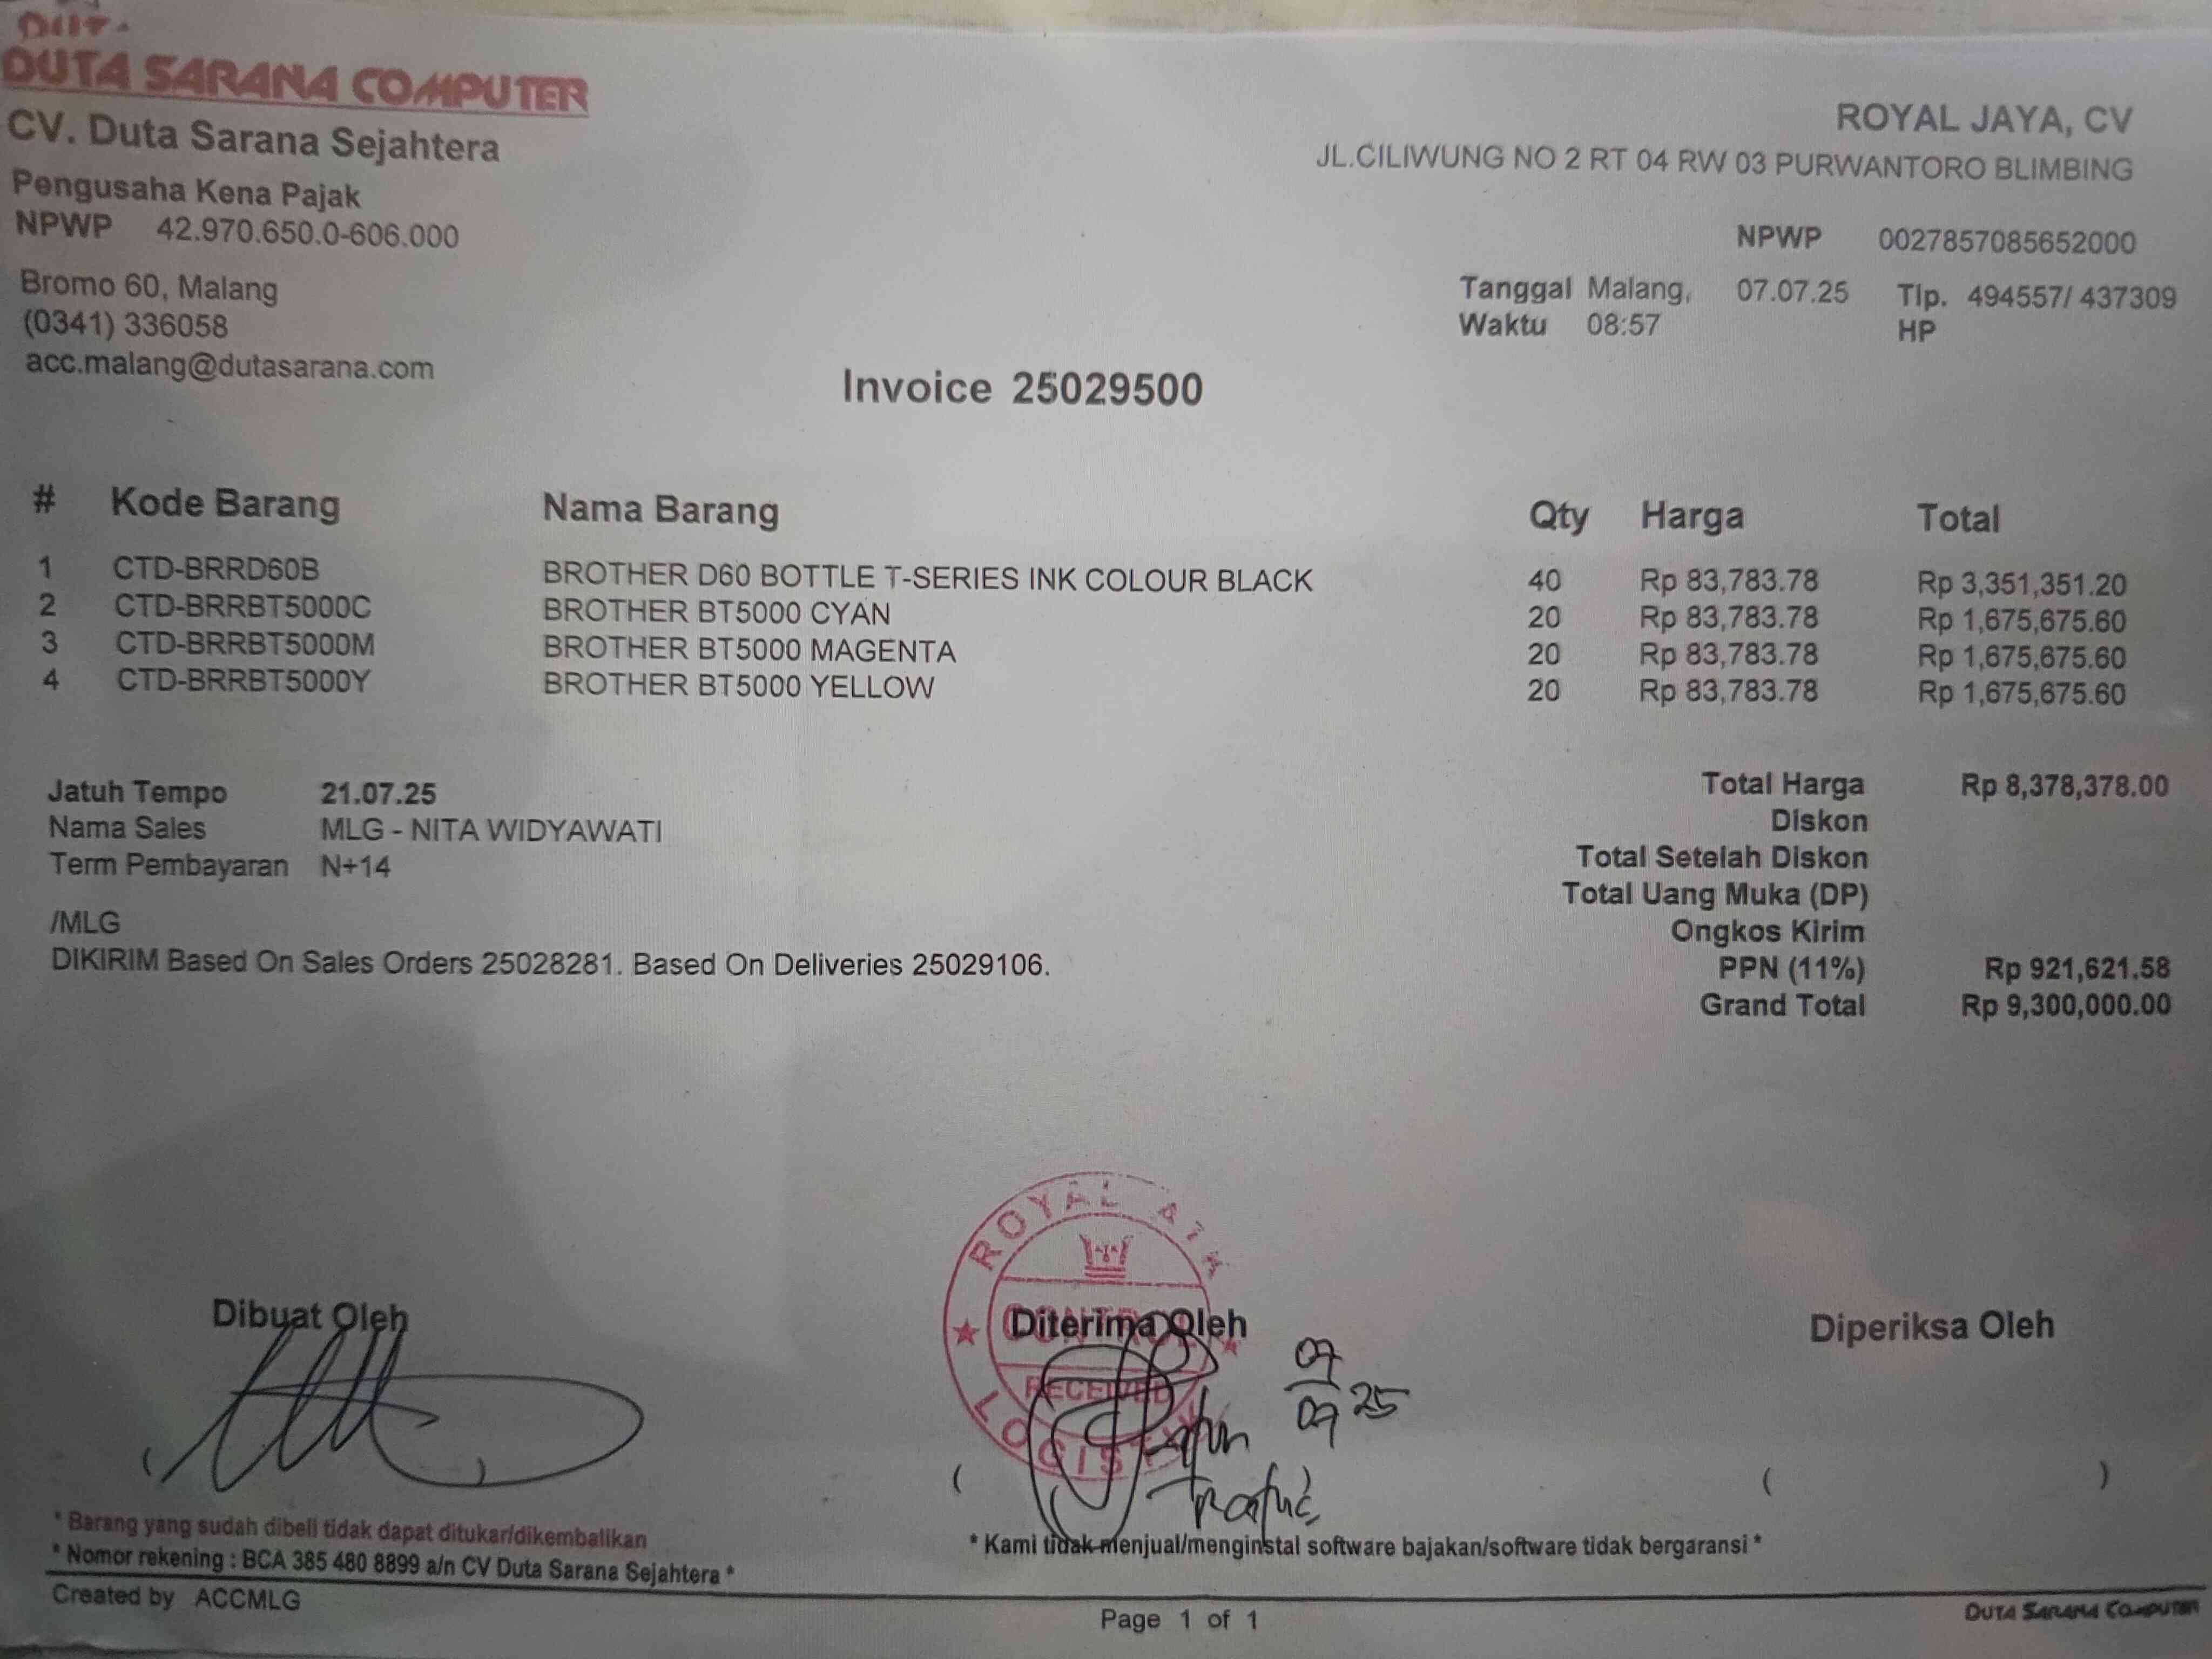 DUTA SARANA COMPUTER
CV. Duta Sarana Sejahtera
Pengusaha Kena Pajak
NPWP 42.970.650.0-606.000
Bromo 60, Malang
(0341) 336058
acc.malang@dutasarana.com
ROYAL JAYA, CV
JL.CILIWUNG NO 2 RT 04 RW 03 PURWANTORO BLIMBING
NPWP 0027857085652000
Tanggal Malang, 07.07.25 Tlp. 494557/ 437309
Waktu 08:57 HP
Invoice 25029500
# Kode Barang Nama Barang Qty Harga Total
1 CTD-BRRD60B BROTHER D60 BOTTLE T-SERIES INK COLOUR BLACK 40 Rp 83,783.78 Rp 3,351,351.20
2 CTD-BRRBT5000C BROTHER BT5000 CYAN 20 Rp 83,783.78 Rp 1,675,675.60
3 CTD-BRRBT5000M BROTHER BT5000 MAGENTA 20 Rp 83,783.78 Rp 1,675,675.60
4 CTD-BRRBT5000Y BROTHER BT5000 YELLOW 20 Rp 83,783.78 Rp 1,675,675.60
Jatuh Tempo 21.07.25
Nama Sales MLG - NITA WIDYAWATI
Term Pembayaran N+14
/MLG
DIKIRIM Based On Sales Orders 25028281. Based On Deliveries 25029106.
Total Harga Rp 8,378,378.00
Diskon
Total Setelah Diskon
Total Uang Muka (DP)
Ongkos Kirim
PPN (11%) Rp 921,621.58
Grand Total Rp 9,300,000.00
Dibuat Oleh
ROYAL ATK
Diterima Oleh
RECEIVED
07
07 25
Diperiksa Oleh
( )
* Barang yang sudah dibeli tidak dapat ditukar/dikembalikan
* Nomor rekening : BCA 385 480 8899 a/n CV Duta Sarana Sejahtera *
* Kami tidak menjual/menginstal software bajakan/software tidak bergaransi *
Created by ACCMLG
Page 1 of 1
DUTA SARANA COMPUTER